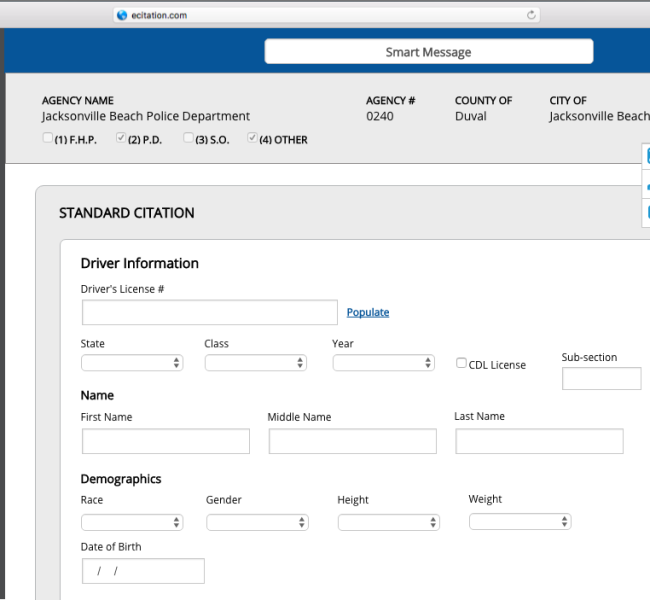 ecitation.com
Smart Message
AGENCY NAME AGENCY # COUNTY OF CITY OF
Jacksonville Beach Police Department 0240 Duval Jacksonville Beach
(1) F.H.P. (2) P.D. (3) S.O. (4) OTHER
STANDARD CITATION
Driver Information
Driver's License #
Populate
State Class Year Sub-section
CDL License
Name
First Name Middle Name Last Name
Demographics
Race Gender Height Weight
Date of Birth
/ /